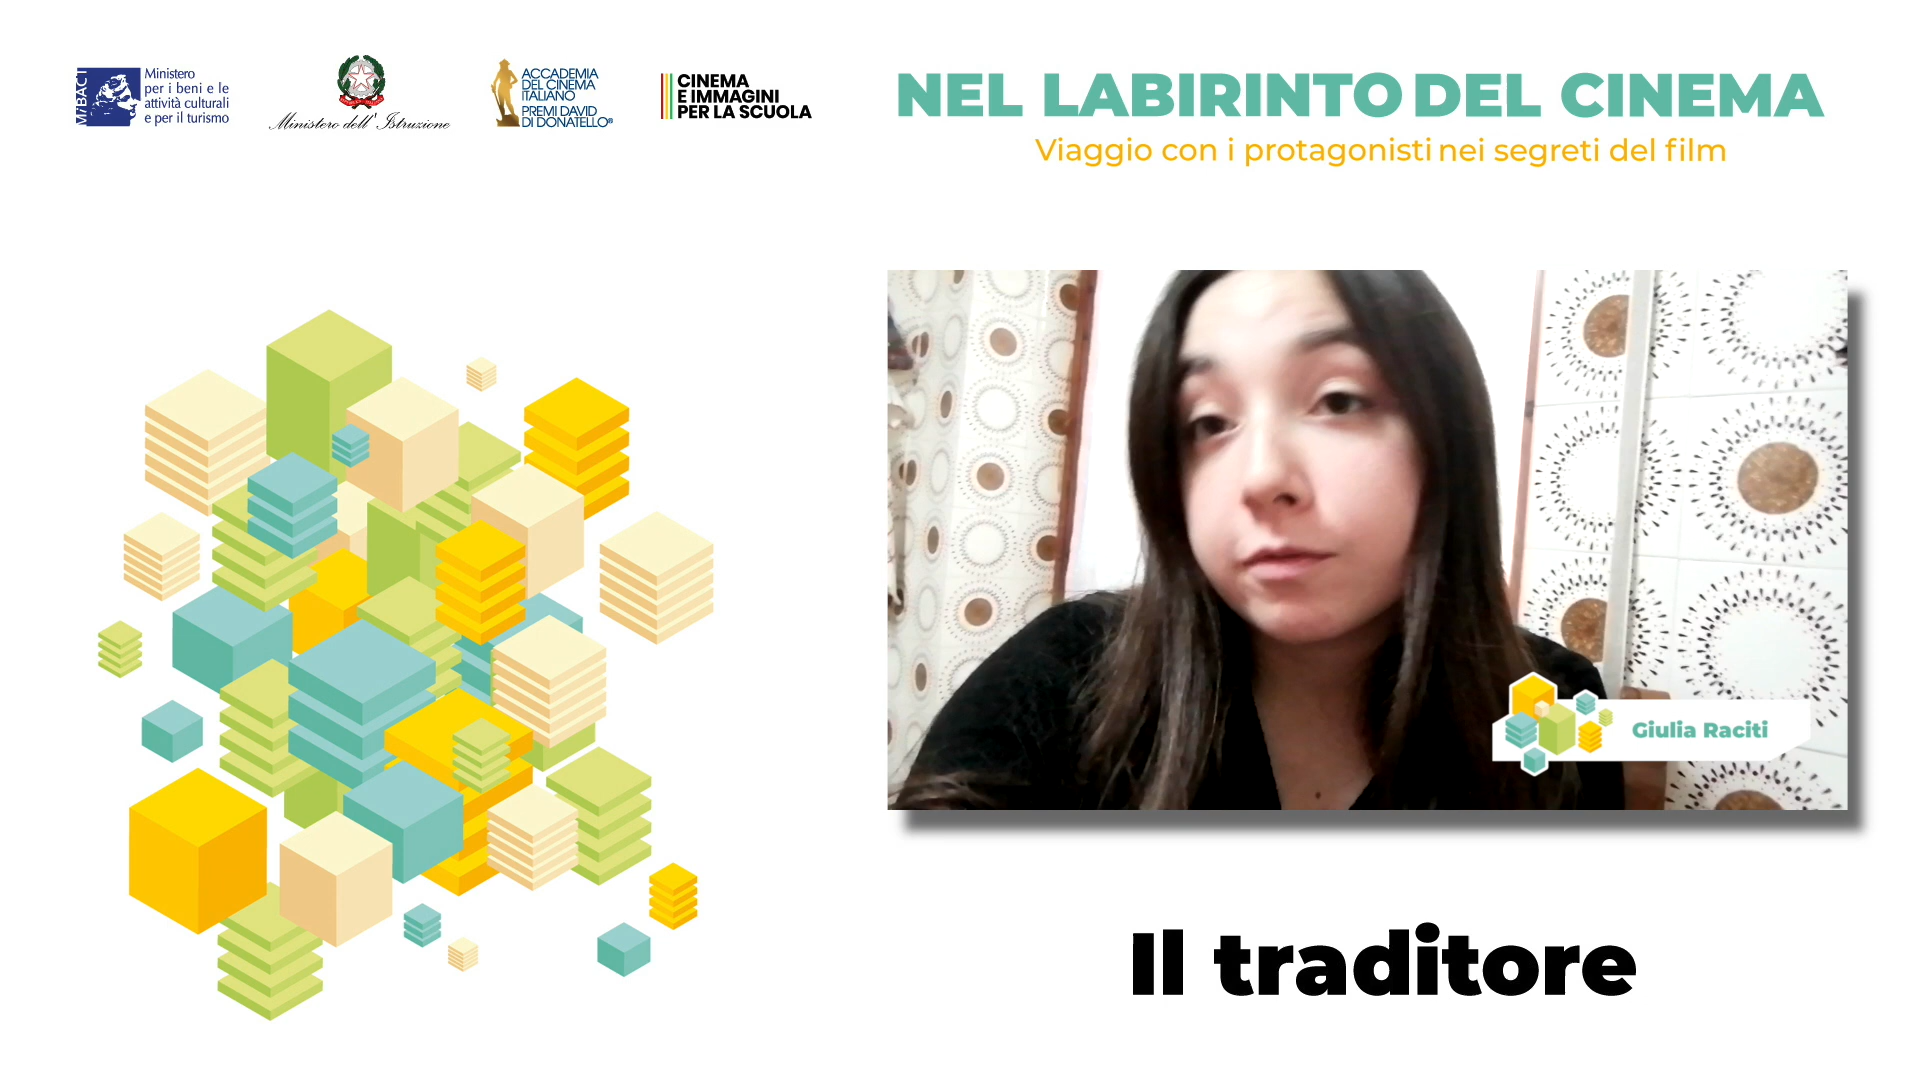 MiBACT
Ministero
per i beni e le
attività culturali
e per il turismo
Ministero dell'Istruzione
ACCADEMIA
DEL CINEMA
ITALIANO
PREMI DAVID
DI DONATELLO®
CINEMA
E IMMAGINI
PER LA SCUOLA
NEL LABIRINTO DEL CINEMA
Viaggio con i protagonisti nei segreti del film
Giulia Raciti
Il traditore